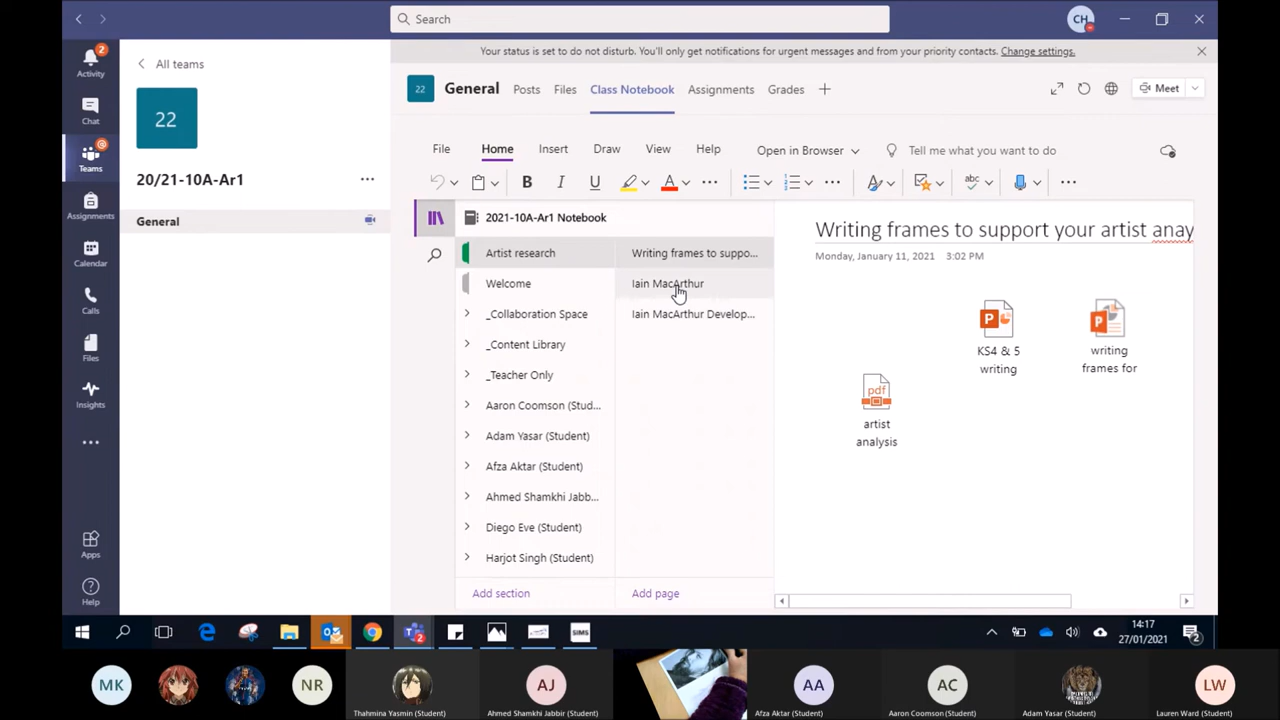 Search
CH
Activity
2
Chat
Teams
Assignments
Calendar
Calls
Files
Insights
Apps
Help
All teams
22
20/21-10A-Ar1
General
Your status is set to do not disturb. You'll only get notifications for urgent messages and from your priority contacts. Change settings.
22
General
Posts
Files
Class Notebook
Assignments
Grades
Meet
File
Home
Insert
Draw
View
Help
Open in Browser
Tell me what you want to do
B I U A abc
2021-10A-Ar1 Notebook
Artist research
Welcome
_Collaboration Space
_Content Library
_Teacher Only
Aaron Coomson (Stud...
Adam Yasar (Student)
Afza Aktar (Student)
Ahmed Shamkhi Jabb...
Diego Eve (Student)
Harjot Singh (Student)
Add section
Writing frames to suppo...
Iain MacArthur
Iain MacArthur Develop...
Add page
Writing frames to support your artist anay
Monday, January 11, 2021 3:02 PM
P
KS4 & 5
writing
P
writing
frames for
pdf
artist
analysis
2
SIMS
14:17
27/01/2021
2
MK
NR
Thahmina Yasmin (Student)
AJ
Ahmed Shamkhi Jabbir (Student)
AA
Afza Aktar (Student)
AC
Aaron Coomson (Student)
Adam Yasar (Student)
LW
Lauren Ward (Student)